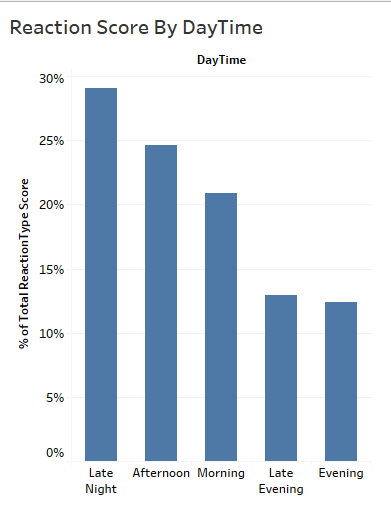 Reaction Score By DayTime
DayTime
% of Total ReactionType Score
30%
25%
20%
15%
10%
5%
0%
Late Night
Afternoon
Morning
Late Evening
Evening